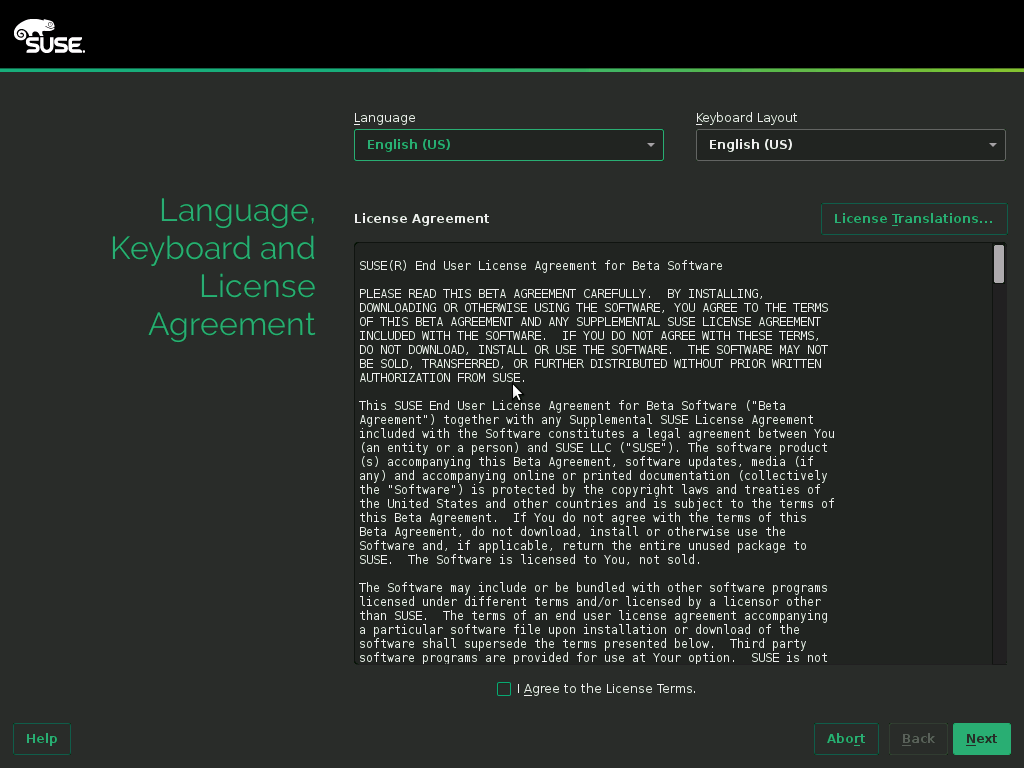 SUSE.
Language
Keyboard Layout
English (US)
English (US)
Language,
Keyboard and
License
Agreement
License Agreement
License Translations...
SUSE(R) End User License Agreement for Beta Software
PLEASE READ THIS BETA AGREEMENT CAREFULLY.  BY INSTALLING,
DOWNLOADING OR OTHERWISE USING THE SOFTWARE, YOU AGREE TO THE TERMS
OF THIS BETA AGREEMENT AND ANY SUPPLEMENTAL SUSE LICENSE AGREEMENT
INCLUDED WITH THE SOFTWARE.  IF YOU DO NOT AGREE WITH THESE TERMS,
DO NOT DOWNLOAD, INSTALL OR USE THE SOFTWARE.  THE SOFTWARE MAY NOT
BE SOLD, TRANSFERRED, OR FURTHER DISTRIBUTED WITHOUT PRIOR WRITTEN
AUTHORIZATION FROM SUSE.
This SUSE End User License Agreement for Beta Software ("Beta
Agreement") together with any Supplemental SUSE License Agreement
included with the Software constitutes a legal agreement between You
(an entity or a person) and SUSE LLC ("SUSE"). The software product
(s) accompanying this Beta Agreement, software updates, media (if
any) and accompanying online or printed documentation (collectively
the "Software") is protected by the copyright laws and treaties of
the United States and other countries and is subject to the terms of
this Beta Agreement.  If You do not agree with the terms of this
Beta Agreement, do not download, install or otherwise use the
Software and, if applicable, return the entire unused package to
SUSE.  The Software is licensed to You, not sold.
The Software may include or be bundled with other software programs
licensed under different terms and/or licensed by a licensor other
than SUSE.  The terms of an end user license agreement accompanying
a particular software file upon installation or download of the
software shall supersede the terms presented below.  Third party
software programs are provided for use at Your option.  SUSE is not
I Agree to the License Terms.
Help
Abort
Back
Next